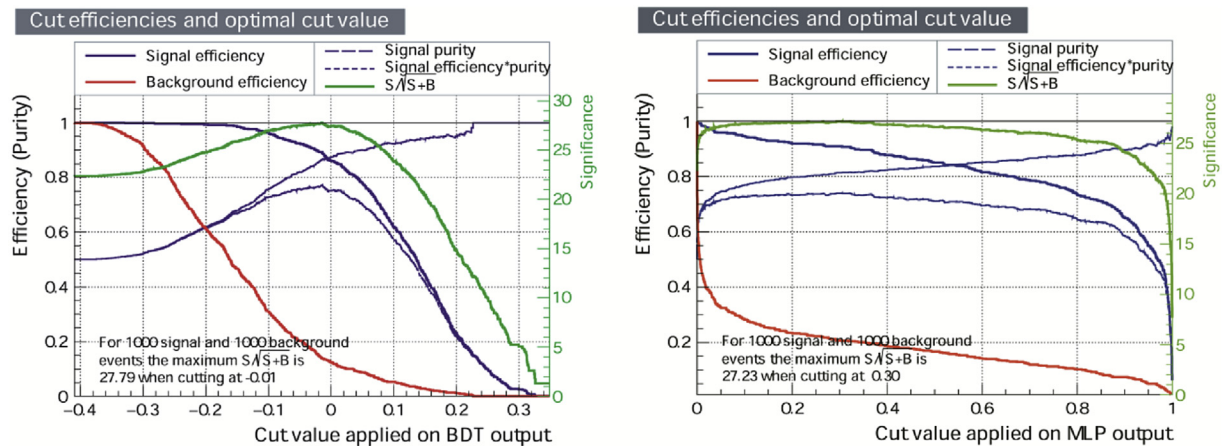 Cut efficiencies and optimal cut value
Signal efficiency
Background efficiency
Signal purity
Signal efficiency*purity
S/√S+B
Efficiency (Purity)
1
0.8
0.6
0.4
0.2
0
30
25
20
15
10
5
0
Significance
For 1000 signal and 1000 background
events the maximum S/√S+B is
27.79 when cutting at -0.01
−0.4 −0.3 −0.2 −0.1 0 0.1 0.2 0.3
Cut value applied on BDT output
Cut efficiencies and optimal cut value
Signal efficiency
Background efficiency
Signal purity
Signal efficiency*purity
S/√S+B
Efficiency (Purity)
1
0.8
0.6
0.4
0.2
0
25
20
15
10
5
0
Significance
For 1000 signal and 1000 background
events the maximum S/√S+B is
27.23 when cutting at 0.30
0 0.2 0.4 0.6 0.8 1
Cut value applied on MLP output